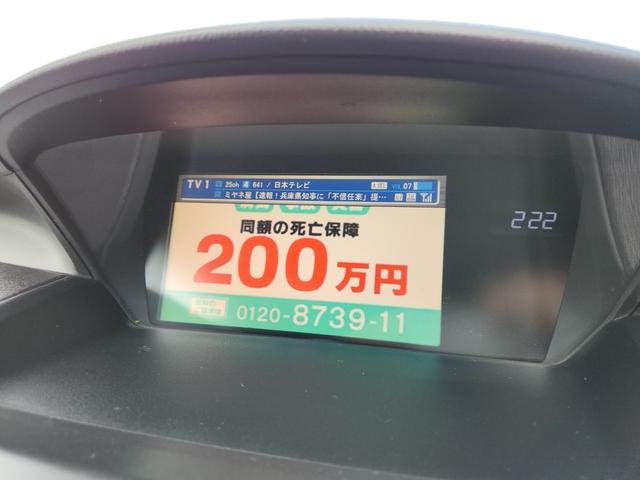 TV1 25ch 641 / 日本テレビ 07
ミヤネ屋【速報!兵庫県知事に「不信任案」提…
同額の死亡保障
200万円
0120-8739-11
2:22